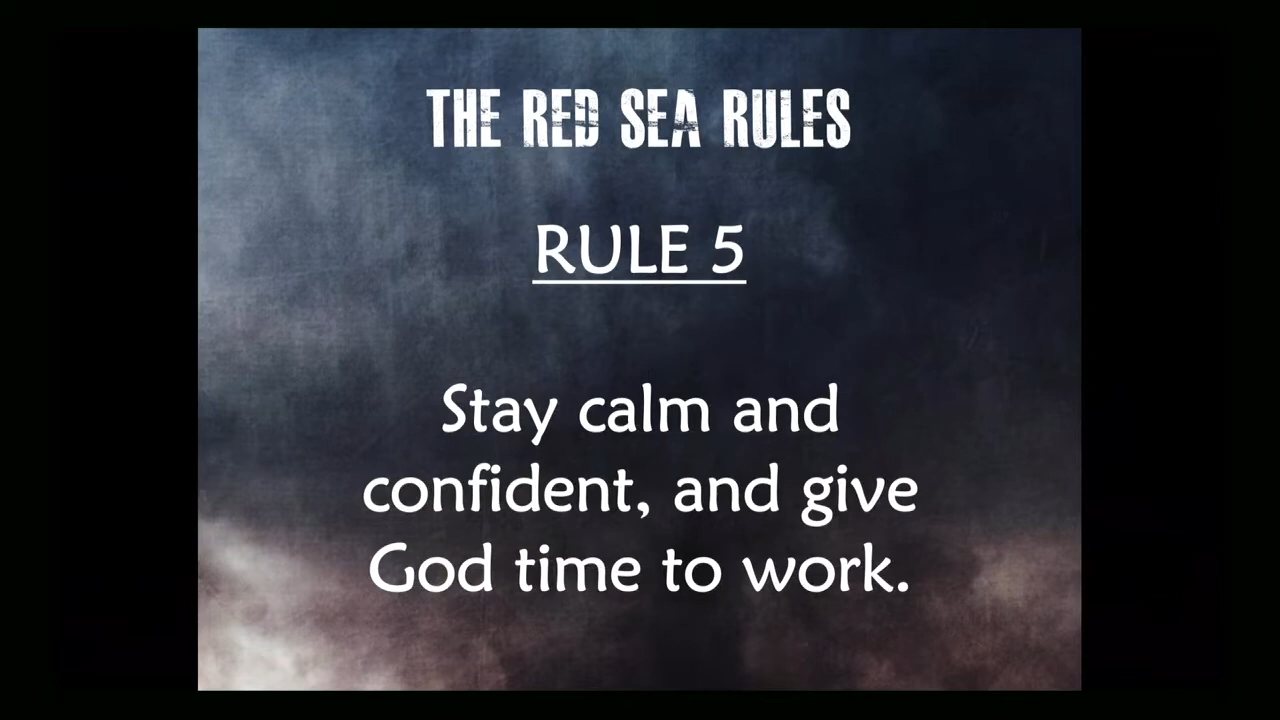 THE RED SEA RULES
RULE 5
Stay calm and
confident, and give
God time to work.